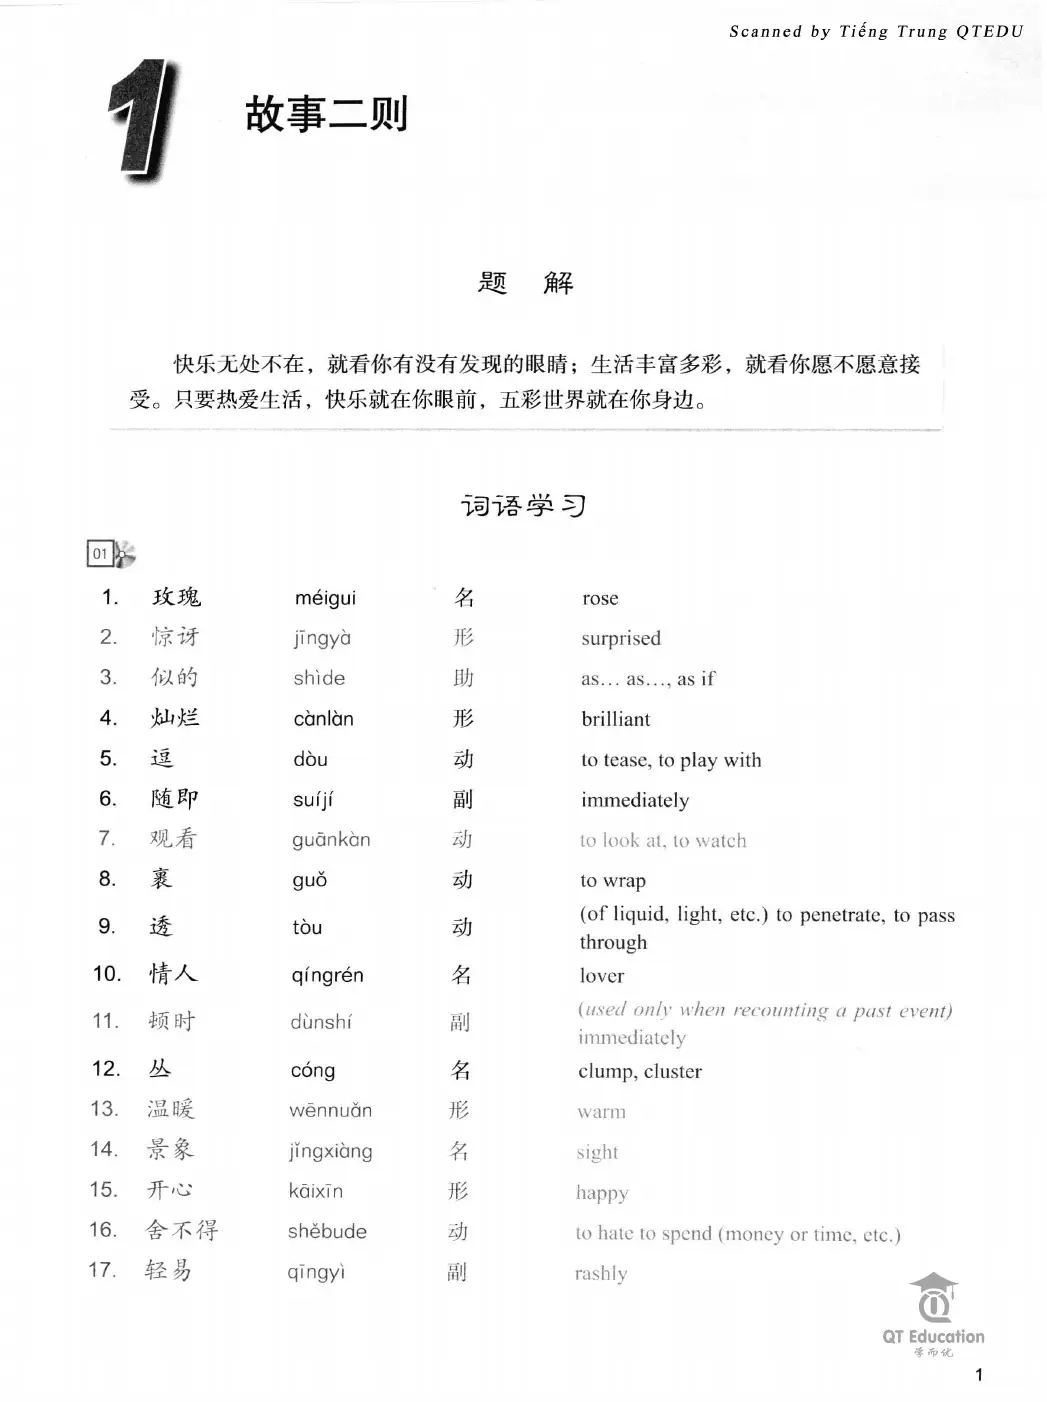 Scanned by Tiếng Trung QTEDU
1 故事二则
题 解
快乐无处不在，就看你有没有发现的眼睛；生活丰富多彩，就看你愿不愿意接
受。只要热爱生活，快乐就在你眼前，五彩世界就在你身边。
词语学习
01
1. 玫瑰 méigui 名 rose
2. 惊讶 jīngyà 形 surprised
3. 似的 shìde 助 as... as..., as if
4. 灿烂 cànlàn 形 brilliant
5. 逗 dòu 动 to tease, to play with
6. 随即 suíjí 副 immediately
7. 观看 guānkàn 动 to look at, to watch
8. 裹 guǒ 动 to wrap
9. 透 tòu 动 (of liquid, light, etc.) to penetrate, to pass
through
10. 情人 qíngrén 名 lover
11. 顿时 dùnshí 副 (used only when recounting a past event)
immediately
12. 丛 cóng 名 clump, cluster
13. 温暖 wēnnuǎn 形 warm
14. 景象 jǐngxiàng 名 sight
15. 开心 kāixīn 形 happy
16. 舍不得 shěbude 动 to hate to spend (money or time, etc.)
17. 轻易 qīngyì 副 rashly
QT Education
学而优
1